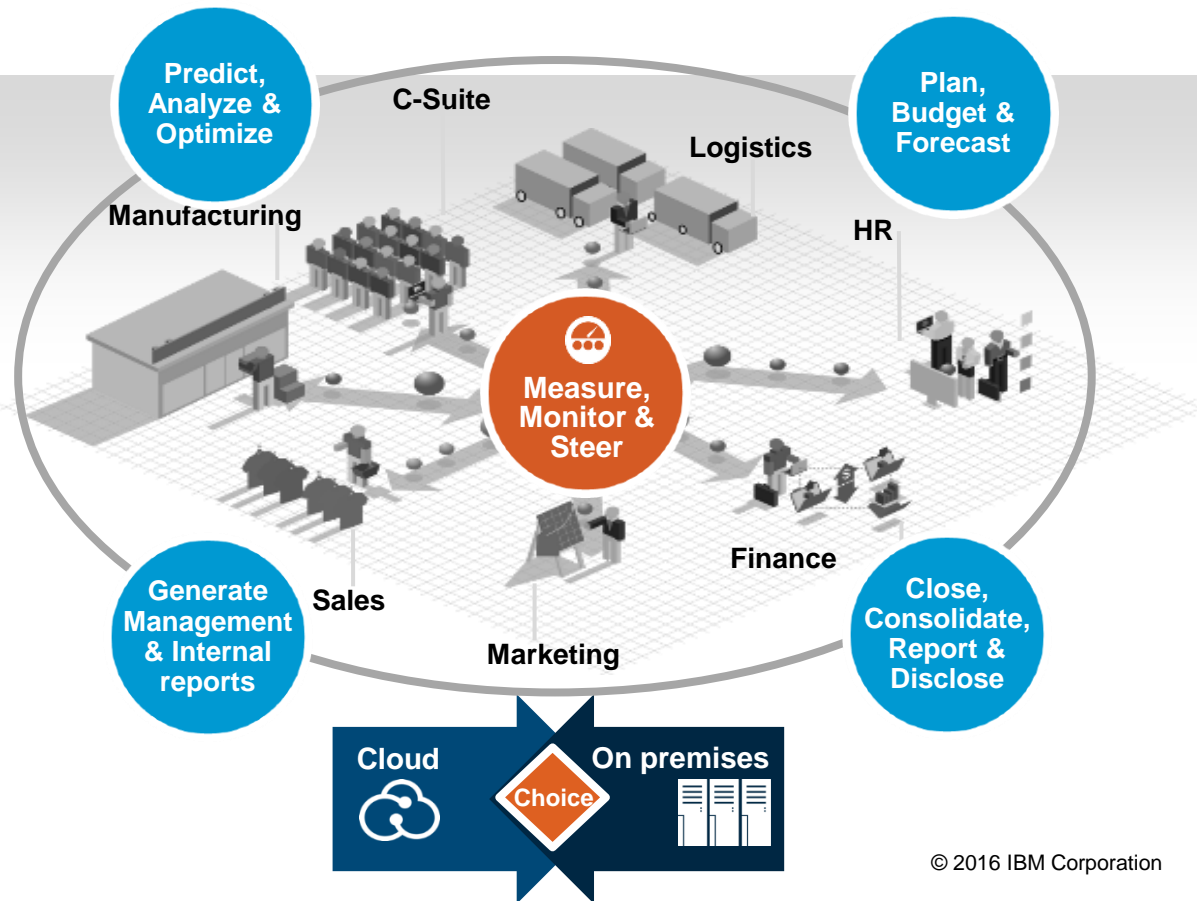 Predict,
Analyze &
Optimize
C-Suite
Plan,
Budget &
Forecast
Logistics
Manufacturing
HR
Measure,
Monitor &
Steer
Finance
Generate
Management
& Internal
reports
Sales
Close,
Consolidate,
Report &
Disclose
Marketing
Cloud
On premises
Choice
© 2016 IBM Corporation